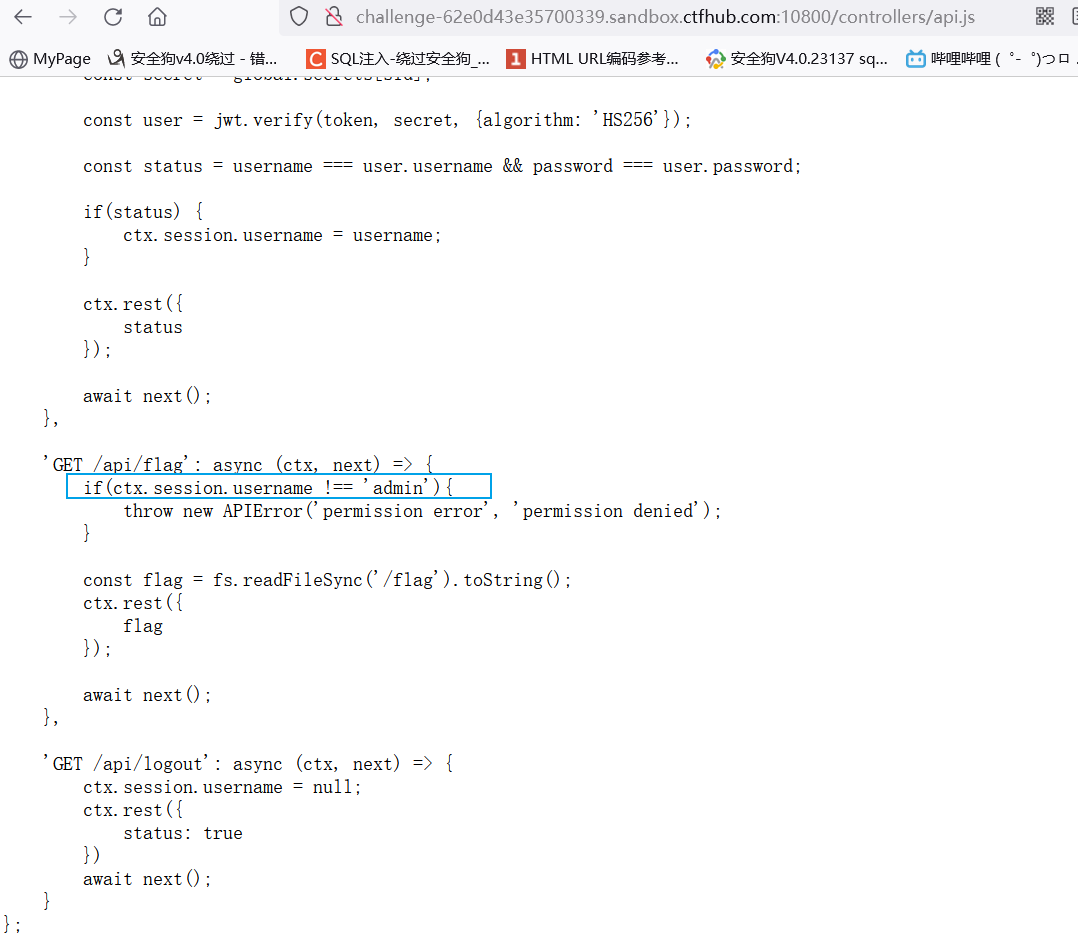 challenge-62e0d43e35700339.sandbox.ctfhub.com:10800/controllers/api.js
MyPage 安全狗v4.0绕过 - 错... C SQL注入-绕过安全狗_... 1 HTML URL编码参考... 安全狗V4.0.23137 sq... 哔哩哔哩 (゜-゜)つロ
const secret = global.secrets[sid];
const user = jwt.verify(token, secret, {algorithm: 'HS256'});
const status = username === user.username && password === user.password;
if(status) {
ctx.session.username = username;
}
ctx.rest({
status
});
await next();
},
'GET /api/flag': async (ctx, next) => {
if(ctx.session.username !== 'admin'){
throw new APIError('permission error', 'permission denied');
}
const flag = fs.readFileSync('/flag').toString();
ctx.rest({
flag
});
await next();
},
'GET /api/logout': async (ctx, next) => {
ctx.session.username = null;
ctx.rest({
status: true
})
await next();
}
};